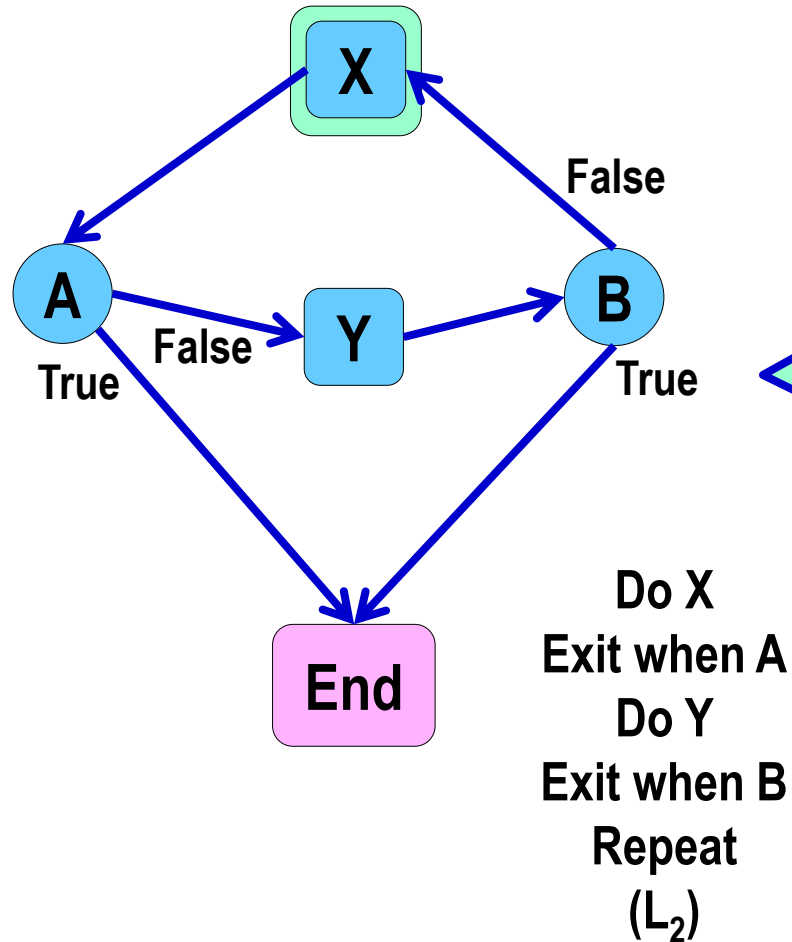 X
False
A
Y
B
False
True
True
End
Do X
Exit when A
Do Y
Exit when B
Repeat
(L₂)